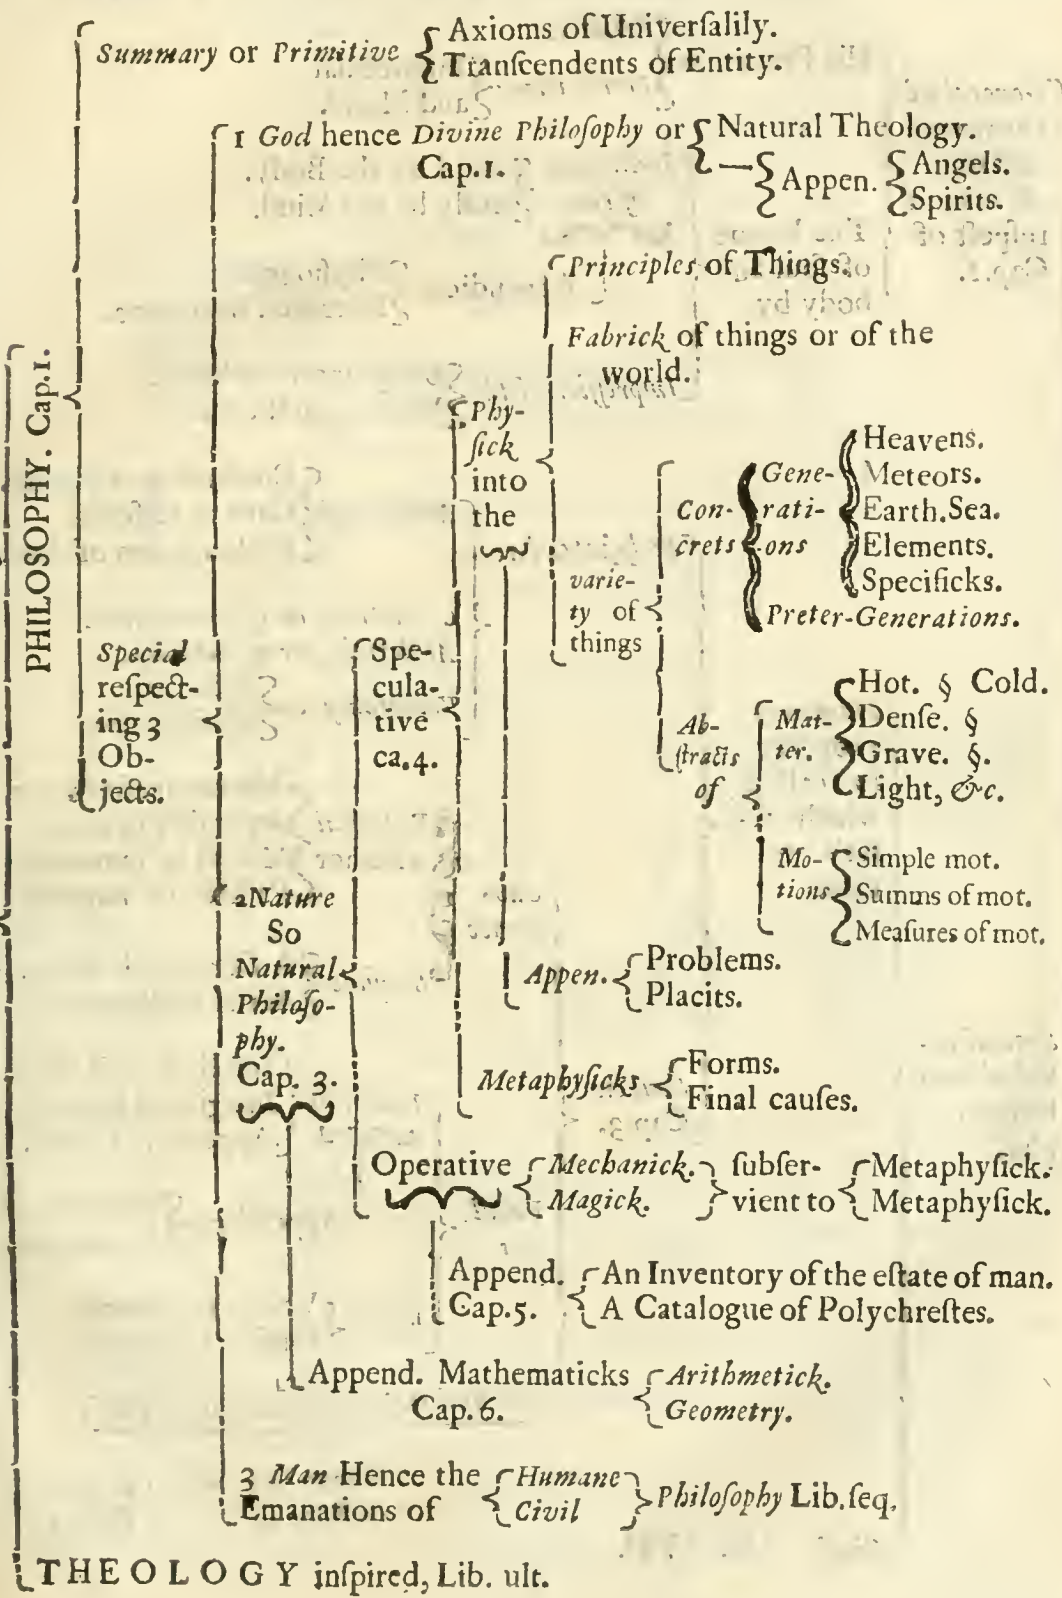 PHILOSOPHY. Cap.1.
Summary or Primitive
Axioms of Univerſalily.
Tranſcendents of Entity.
Special
reſpect-
ing 3
Ob-
jects.
1 God hence Divine Philoſophy or
Cap.1.
Natural Theology.
Appen.
Angels.
Spirits.
2 Nature
So
Natural
Philoſo-
phy.
Cap. 3.
Spe-
cula-
tive
ca.4.
Phy-
ſick
into
the
Principles of Things.
Fabrick of things or of the
world.
varie-
ty of
things
Con-
crets
Gene-
rati-
ons
Heavens.
Meteors.
Earth.Sea.
Elements.
Specificks.
Preter-Generations.
Ab-
ſtracts
of
Mat-
ter.
Hot. § Cold.
Denſe. §
Grave. §.
Light, &c.
Mo-
tions
Simple mot.
Summs of mot.
Meaſures of mot.
Appen.
Problems.
Placits.
Metaphyſicks
Forms.
Final cauſes.
Operative
Mechanick.
Magick.
ſubſer-
vient to
Metaphyſick.
Metaphyſick.
Append.
Cap.5.
An Inventory of the eſtate of man.
A Catalogue of Polychreſtes.
Append. Mathematicks
Cap. 6.
Arithmetick.
Geometry.
3 Man Hence the
Emanations of
Humane
Civil
Philoſophy Lib.ſeq.
THEOLOGY inſpired, Lib. ult.